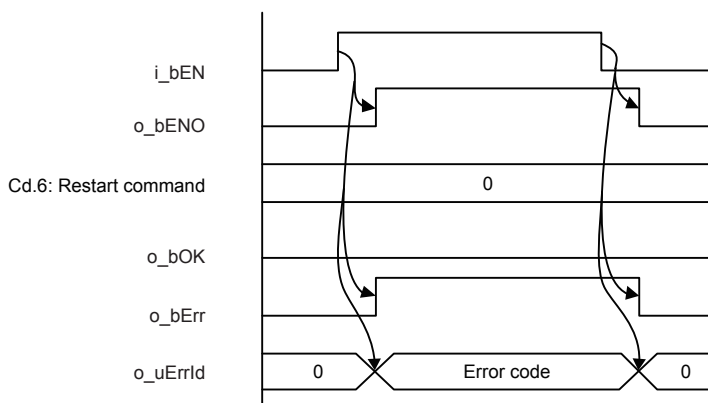 i_bEN
o_bENO
Cd.6: Restart command
0
o_bOK
o_bErr
o_uErrId
0
Error code
0